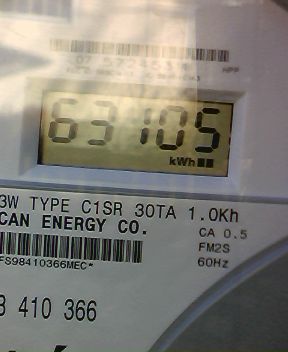 63105
kWh
3W TYPE C1SR 30TA 1.0Kh
CAN ENERGY CO.
CA 0.5
FM2S
FS98410366MEC*
60Hz
3 410 366